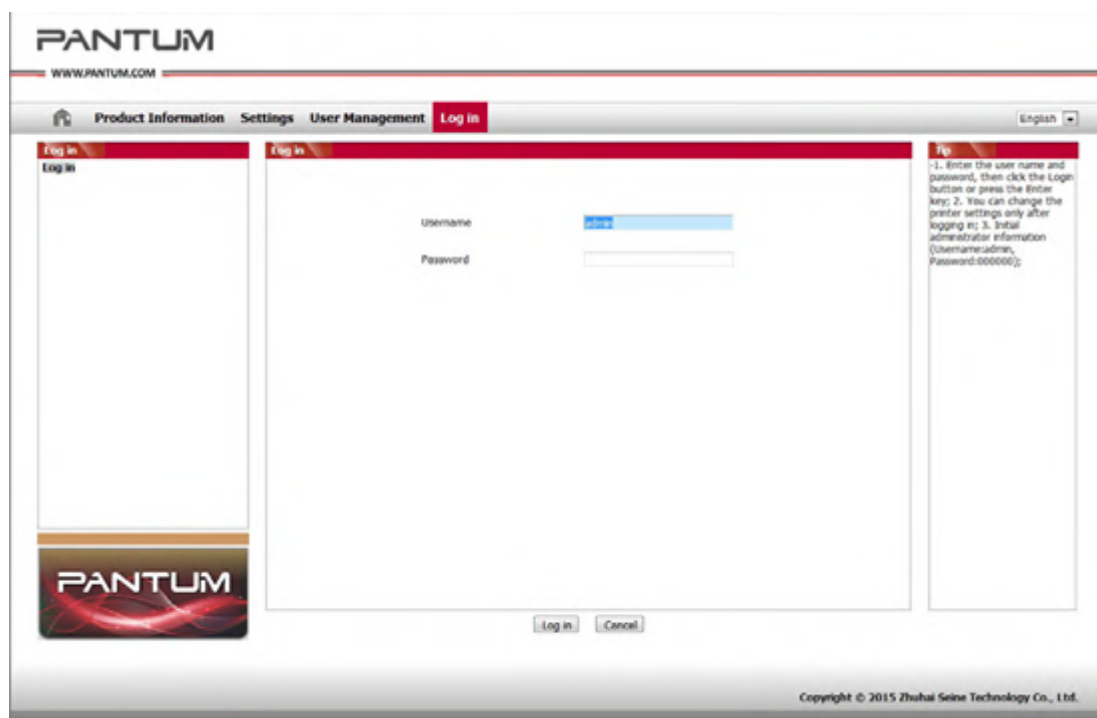 PANTUM
WWW.PANTUM.COM
Product Information Settings User Management Log in English
Log in
Log in
Log in
Username admin
Password
Tip
-1. Enter the user name and
password, then click the Login
button or press the Enter
key; 2. You can change the
printer settings only after
logging in; 3. Initial
administrator information
(Username:admin,
Password:000000);
PANTUM
Log in Cancel
Copyright © 2015 Zhuhai Seine Technology Co., Ltd.